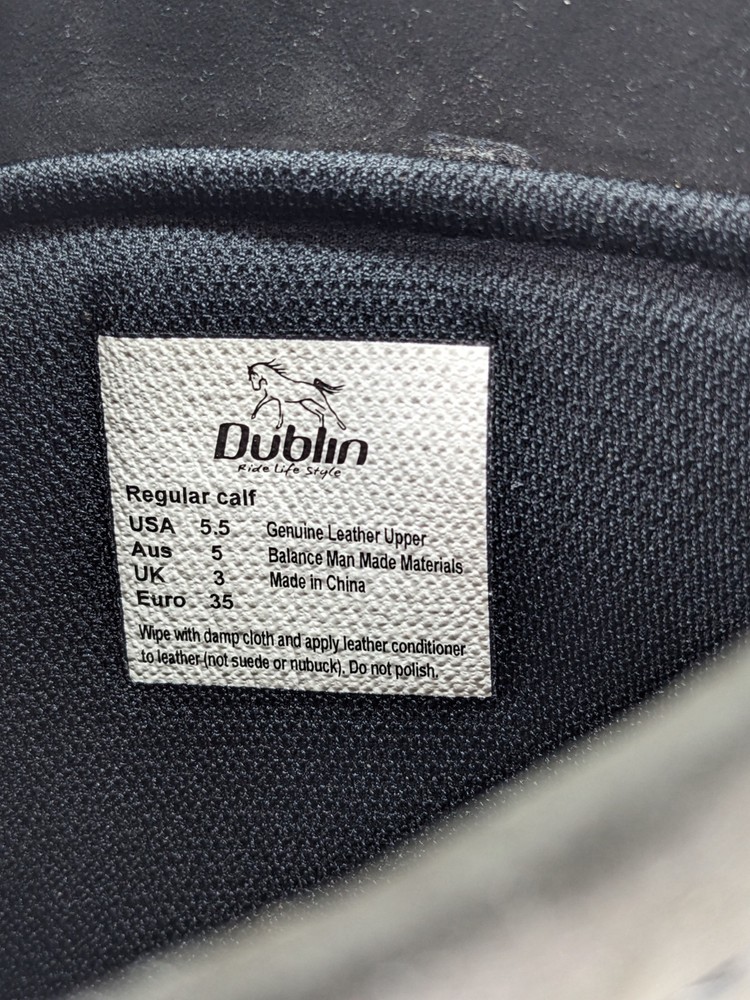 Dublin
Ride Life Style
Regular calf
USA 5.5 Genuine Leather Upper
Aus 5 Balance Man Made Materials
UK 3 Made in China
Euro 35
Wipe with damp cloth and apply leather conditioner
to leather (not suede or nubuck). Do not polish.